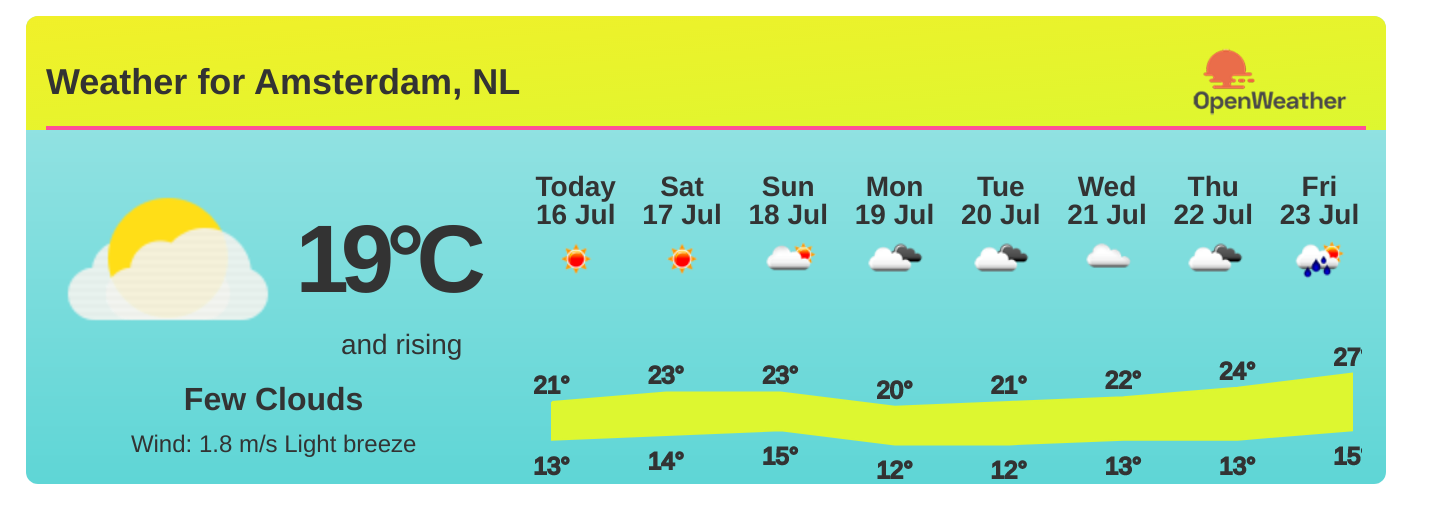 Weather for Amsterdam, NL
OpenWeather
19°C
and rising
Few Clouds
Wind: 1.8 m/s Light breeze
Today Sat Sun Mon Tue Wed Thu Fri
16 Jul 17 Jul 18 Jul 19 Jul 20 Jul 21 Jul 22 Jul 23 Jul
21° 23° 23° 20° 21° 22° 24° 27°
13° 14° 15° 12° 12° 13° 13° 15°